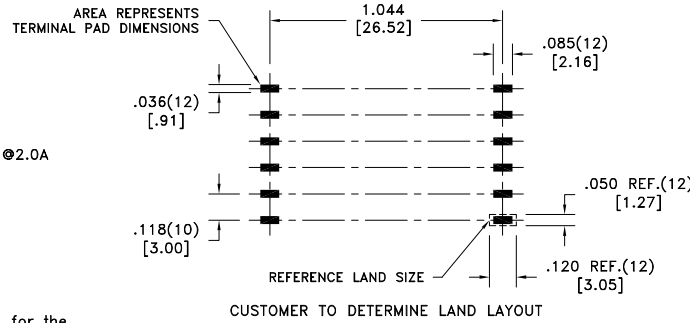 AREA REPRESENTS
TERMINAL PAD DIMENSIONS
1.044
[26.52]
.085(12)
[2.16]
.036(12)
[.91]
@2.0A
.050 REF.(12)
[1.27]
.118(10)
[3.00]
REFERENCE LAND SIZE
.120 REF.(12)
[3.05]
for the
CUSTOMER TO DETERMINE LAND LAYOUT